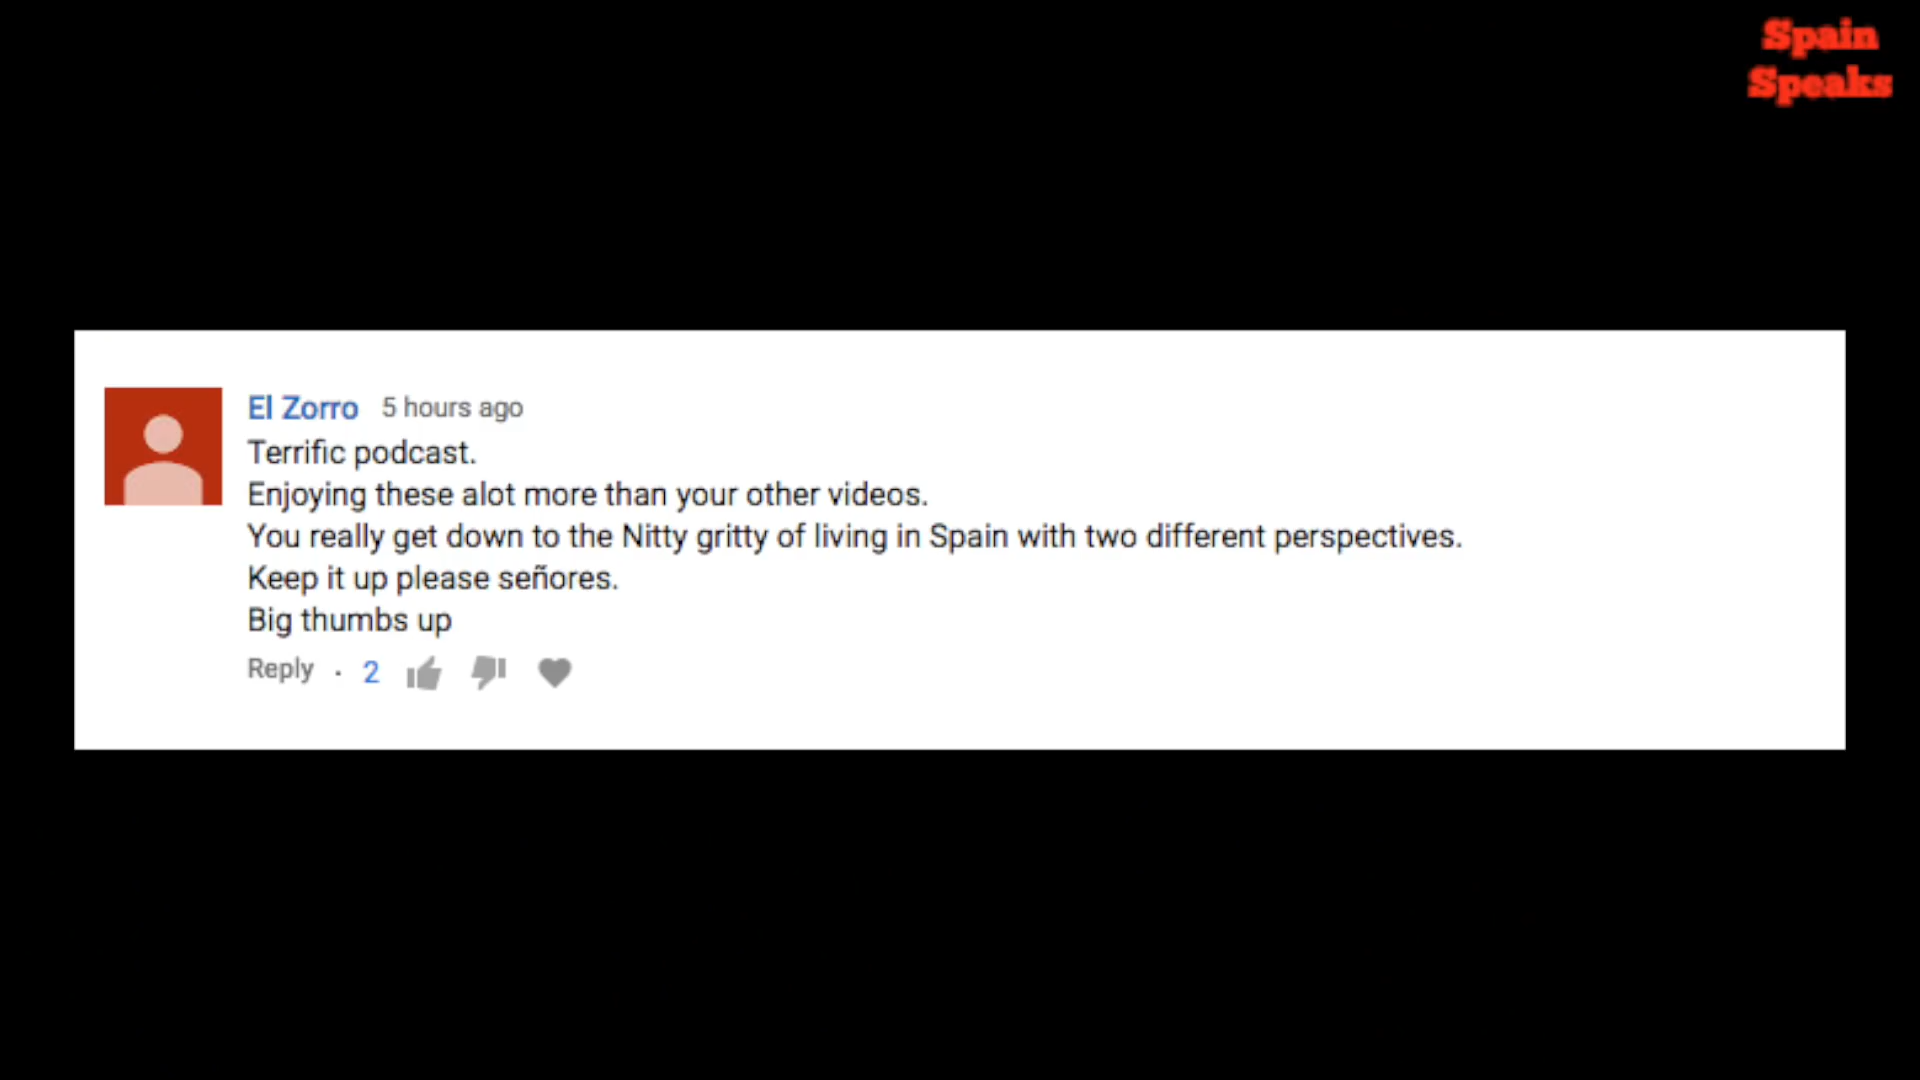 Spain
Speaks
El Zorro 5 hours ago
Terrific podcast.
Enjoying these alot more than your other videos.
You really get down to the Nitty gritty of living in Spain with two different perspectives.
Keep it up please señores.
Big thumbs up
Reply · 2